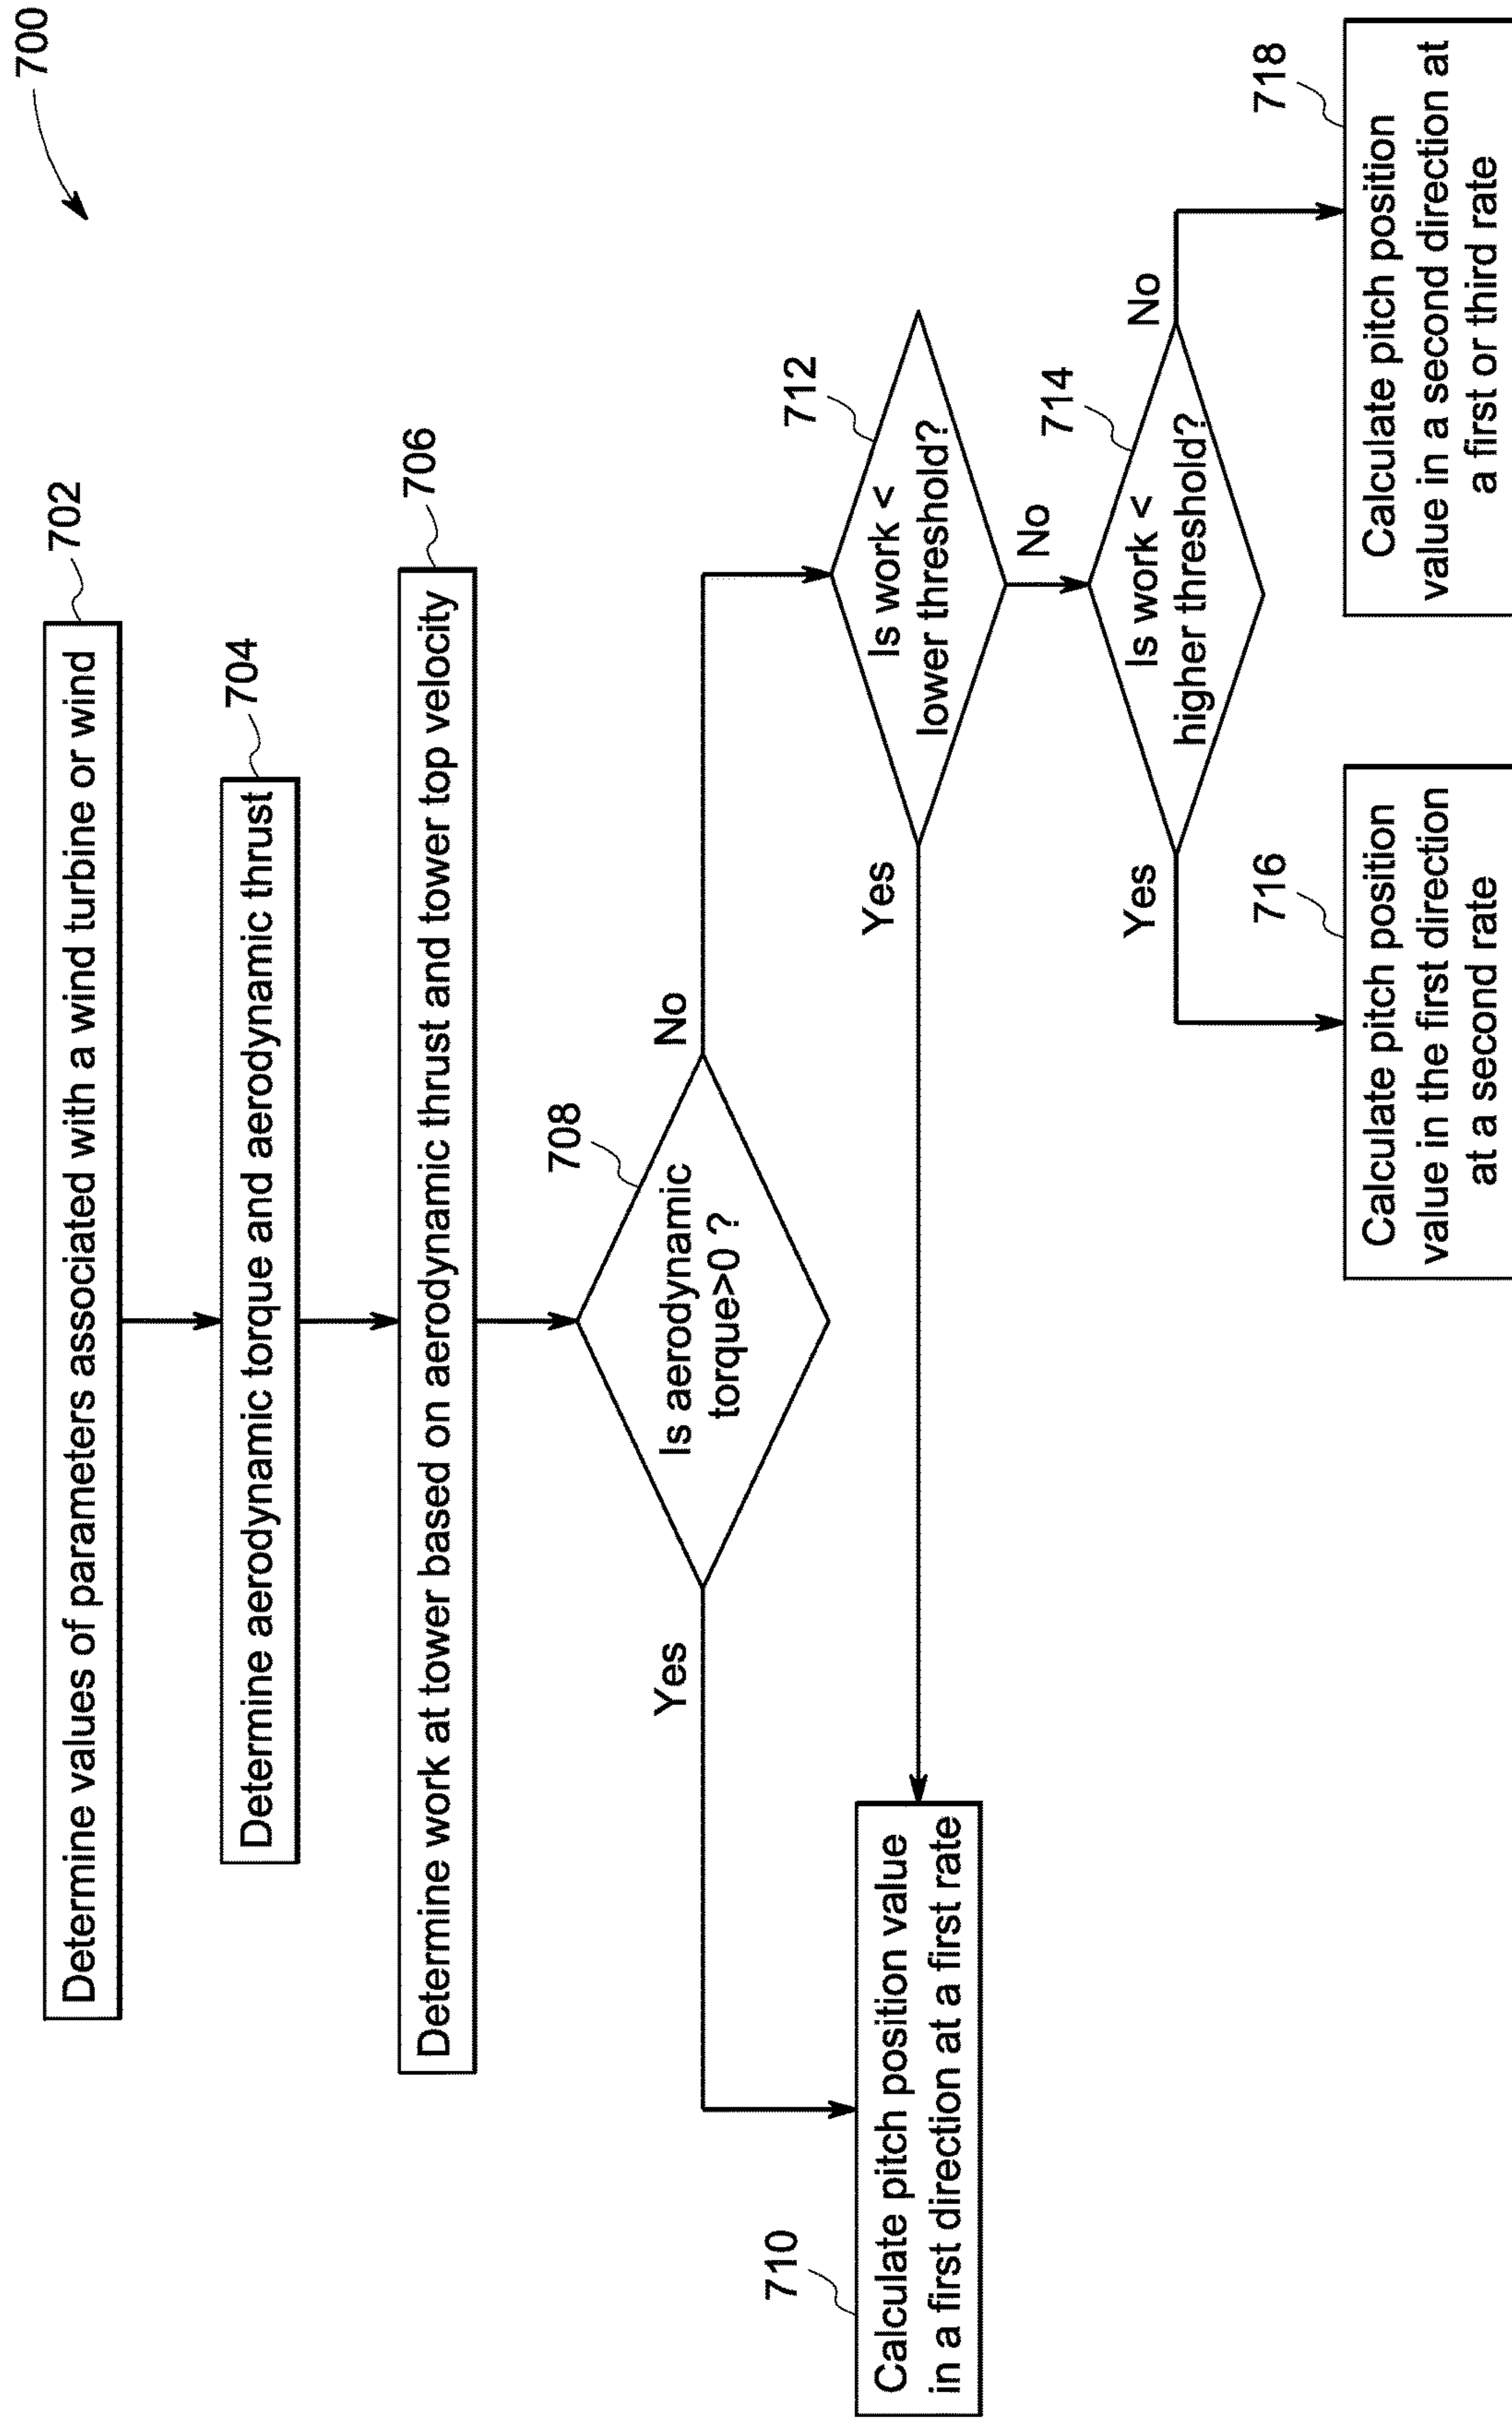 700
702
Determine values of parameters associated with a wind turbine or wind
704
Determine aerodynamic torque and aerodynamic thrust
706
Determine work at tower based on aerodynamic thrust and tower top velocity
708
Is aerodynamic
torque>0 ?
Yes
No
710
Calculate pitch position value
in a first direction at a first rate
712
Is work <
lower threshold?
Yes
No
714
Is work <
higher threshold?
Yes
No
716
Calculate pitch position
value in the first direction
at a second rate
718
Calculate pitch position
value in a second direction at
a first or third rate